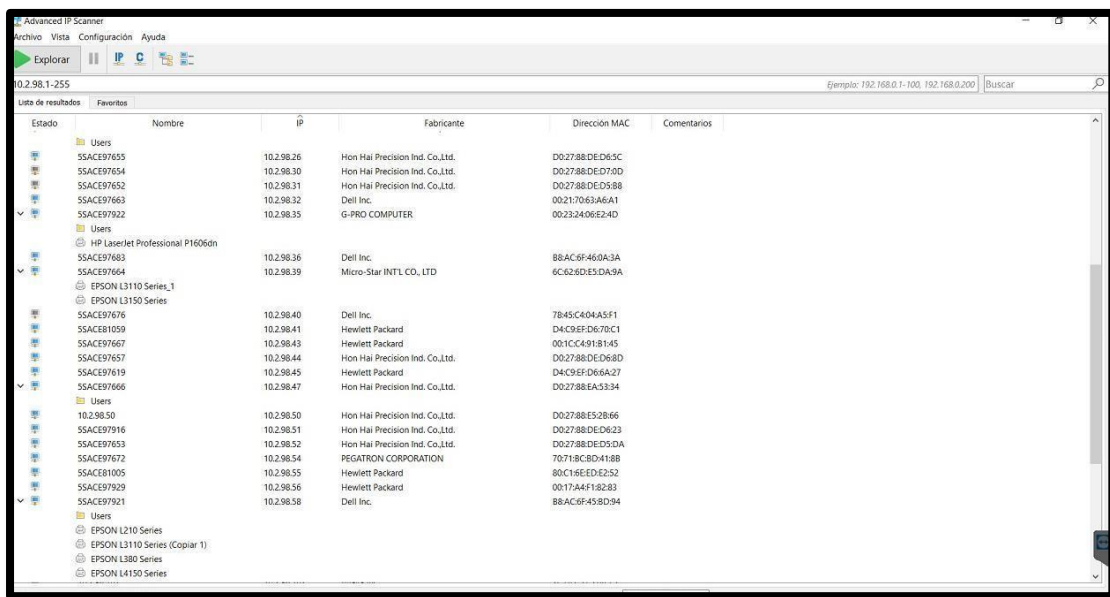 Advanced IP Scanner
Archivo Vista Configuración Ayuda
Explorar IP C
10.2.98.1-255 Ejemplo: 192.168.0.1-100, 192.168.0.200 Buscar
Lista de resultados Favoritos
Estado Nombre IP Fabricante Dirección MAC Comentarios
Users
5SACE97655 10.2.98.26 Hon Hai Precision Ind. Co.,Ltd. D0:27:88:DE:D6:5C
5SACE97654 10.2.98.30 Hon Hai Precision Ind. Co.,Ltd. D0:27:88:DE:D7:0D
5SACE97652 10.2.98.31 Hon Hai Precision Ind. Co.,Ltd. D0:27:88:DE:D5:B8
5SACE97663 10.2.98.32 Dell Inc. 00:21:70:63:A6:A1
5SACE97922 10.2.98.35 G-PRO COMPUTER 00:23:24:06:E2:4D
Users
HP LaserJet Professional P1606dn
5SACE97683 10.2.98.36 Dell Inc. B8:AC:6F:46:0A:3A
5SACE97664 10.2.98.39 Micro-Star INT'L CO., LTD 6C:62:6D:E5:DA:9A
EPSON L3110 Series_1
EPSON L3150 Series
5SACE97676 10.2.98.40 Dell Inc. 78:45:C4:04:A5:F1
5SACE81059 10.2.98.41 Hewlett Packard D4:C9:EF:D6:70:C1
5SACE97667 10.2.98.43 Hewlett Packard 00:1C:C4:91:B1:45
5SACE97657 10.2.98.44 Hon Hai Precision Ind. Co.,Ltd. D0:27:88:DE:D6:8D
5SACE97619 10.2.98.45 Hewlett Packard D4:C9:EF:D6:6A:27
5SACE97666 10.2.98.47 Hon Hai Precision Ind. Co.,Ltd. D0:27:88:EA:53:34
Users
10.2.98.50 10.2.98.50 Hon Hai Precision Ind. Co.,Ltd. D0:27:88:E5:2B:66
5SACE97916 10.2.98.51 Hon Hai Precision Ind. Co.,Ltd. D0:27:88:DE:D6:23
5SACE97653 10.2.98.52 Hon Hai Precision Ind. Co.,Ltd. D0:27:88:DE:D5:DA
5SACE97672 10.2.98.54 PEGATRON CORPORATION 70:71:BC:BD:41:8B
5SACE81005 10.2.98.55 Hewlett Packard 80:C1:6E:ED:E2:52
5SACE97929 10.2.98.56 Hewlett Packard 00:17:A4:F1:82:83
5SACE97921 10.2.98.58 Dell Inc. B8:AC:6F:45:BD:94
Users
EPSON L210 Series
EPSON L3110 Series (Copiar 1)
EPSON L380 Series
EPSON L4150 Series